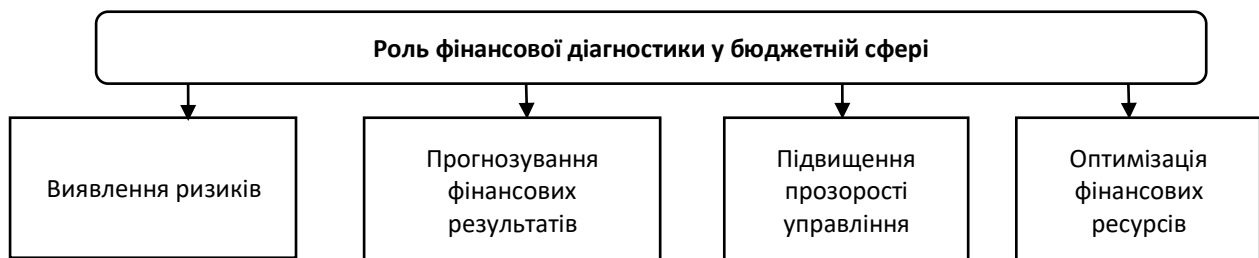 Роль фінансової діагностики у бюджетній сфері
Виявлення ризиків
Прогнозування
фінансових
результатів
Підвищення
прозорості
управління
Оптимізація
фінансових
ресурсів